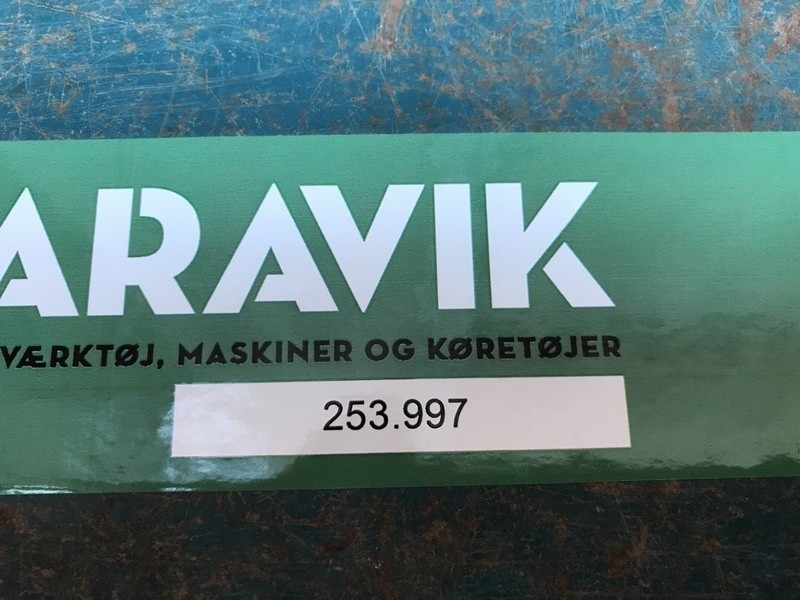 ARAVIK
VÆRKTØJ, MASKINER OG KØRETØJER
253.997